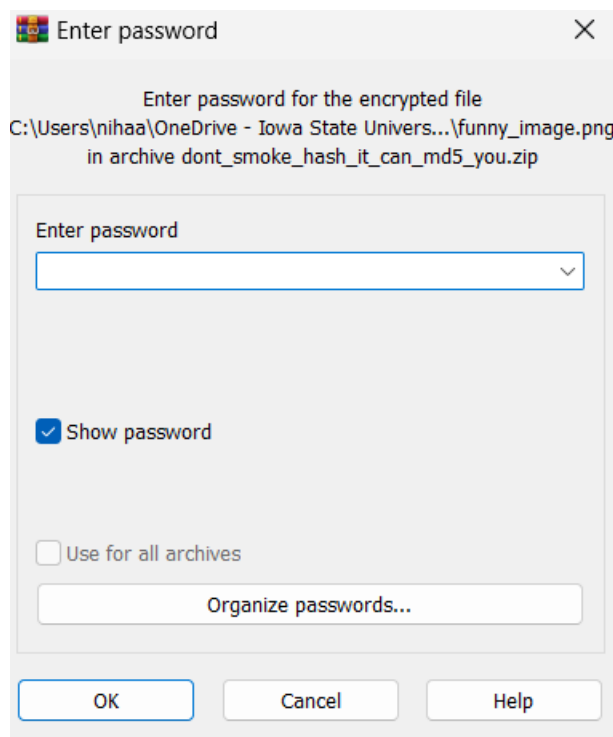 Enter password
Enter password for the encrypted file
C:\Users\nihaa\OneDrive - Iowa State Univers...\funny_image.png
in archive dont_smoke_hash_it_can_md5_you.zip
Enter password
Show password
Use for all archives
Organize passwords...
OK
Cancel
Help